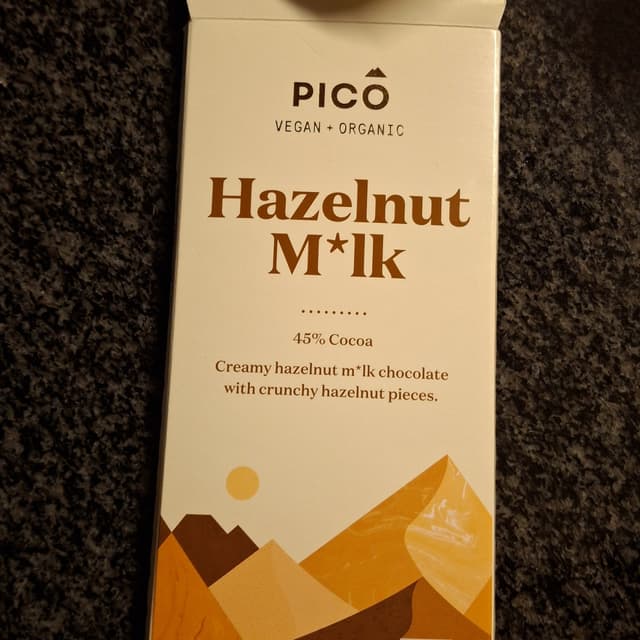 PICO
VEGAN + ORGANIC
Hazelnut
M*lk
45% Cocoa
Creamy hazelnut m*lk chocolate
with crunchy hazelnut pieces.